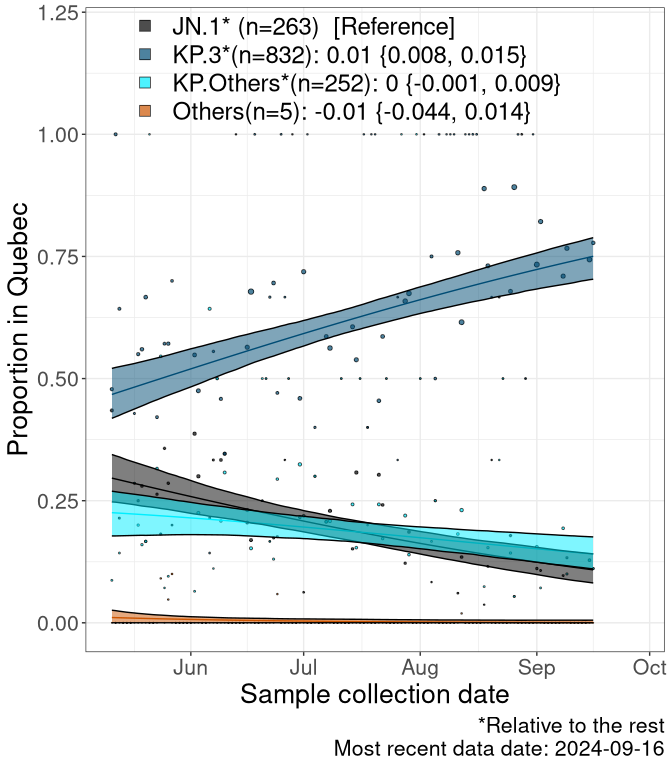 1.25
JN.1* (n=263)  [Reference]
KP.3*(n=832): 0.01 {0.008, 0.015}
KP.Others*(n=252): 0 {-0.001, 0.009}
Others(n=5): -0.01 {-0.044, 0.014}
1.00
0.75
0.50
0.25
0.00
Proportion in Quebec
Jun Jul Aug Sep Oct
Sample collection date
*Relative to the rest
Most recent data date: 2024-09-16